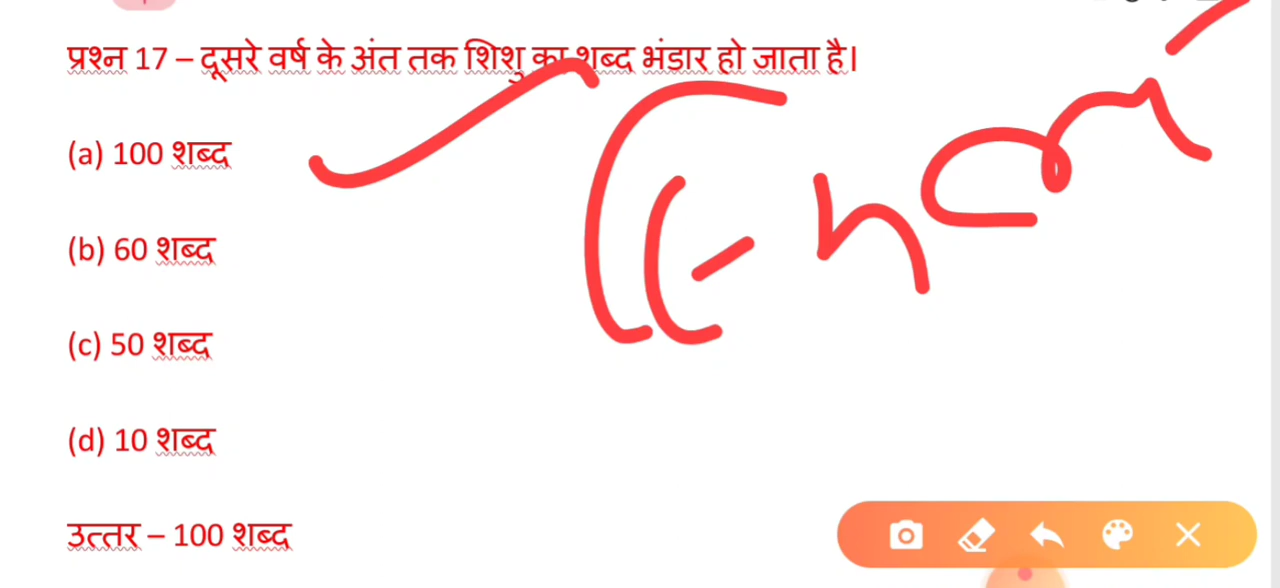 प्रश्न 17 – दूसरे वर्ष के अंत तक शिशु का शब्द भंडार हो जाता है।
(a) 100 शब्द
(b) 60 शब्द
(c) 50 शब्द
(d) 10 शब्द
उत्तर – 100 शब्द